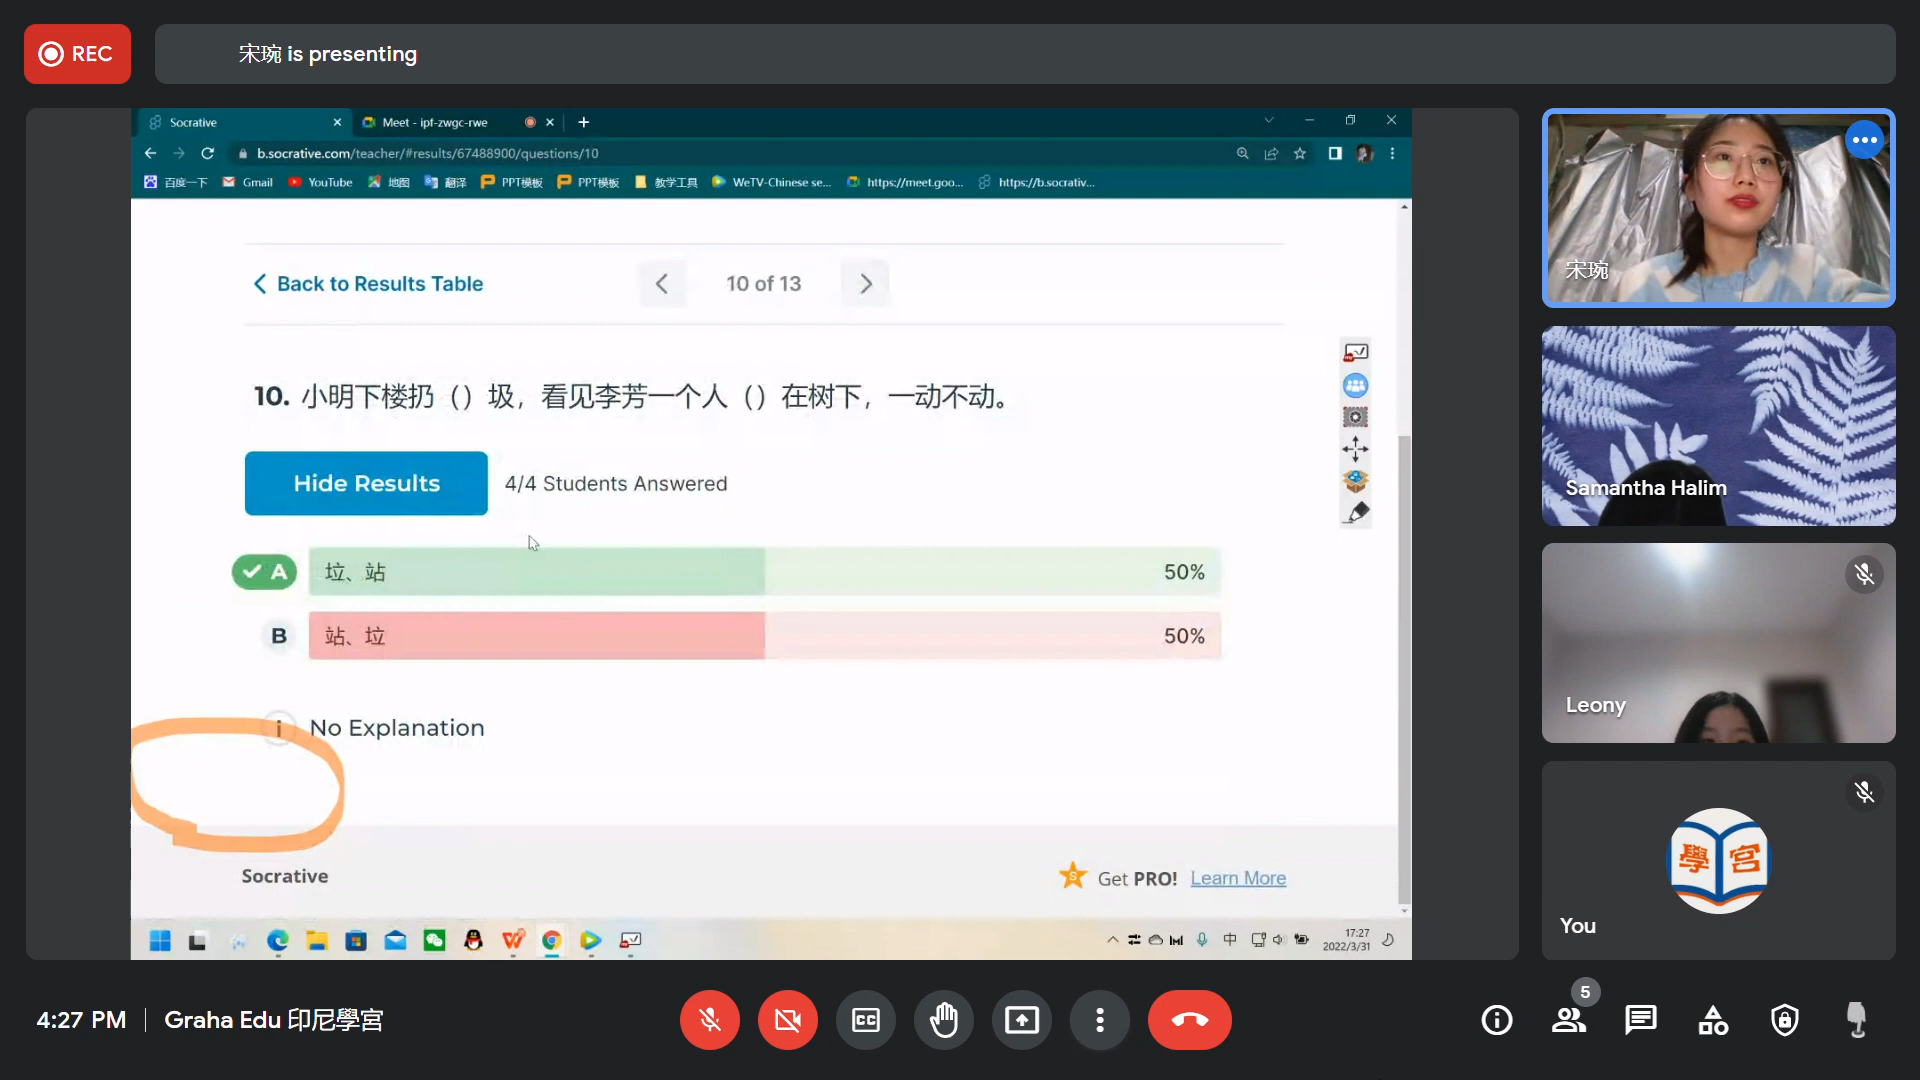 REC
宋琬 is presenting
Socrative
Meet - ipf-zwgc-rwe
b.socrative.com/teacher/#results/67488900/questions/10
百度一下
Gmail
YouTube
地图
翻译
PPT模板
PPT模板
教学工具
WeTV-Chinese se...
https://meet.goo...
https://b.socrativ...
Back to Results Table
10 of 13
10. 小明下楼扔（）圾，看见李芳一个人（）在树下，一动不动。
Hide Results
4/4 Students Answered
A
垃、站
50%
B
站、垃
50%
i No Explanation
Socrative
Get PRO! Learn More
中
17:27
2022/3/31
宋琬
Samantha Halim
Leony
學宮
You
4:27 PM
Graha Edu 印尼學宮
CC
5